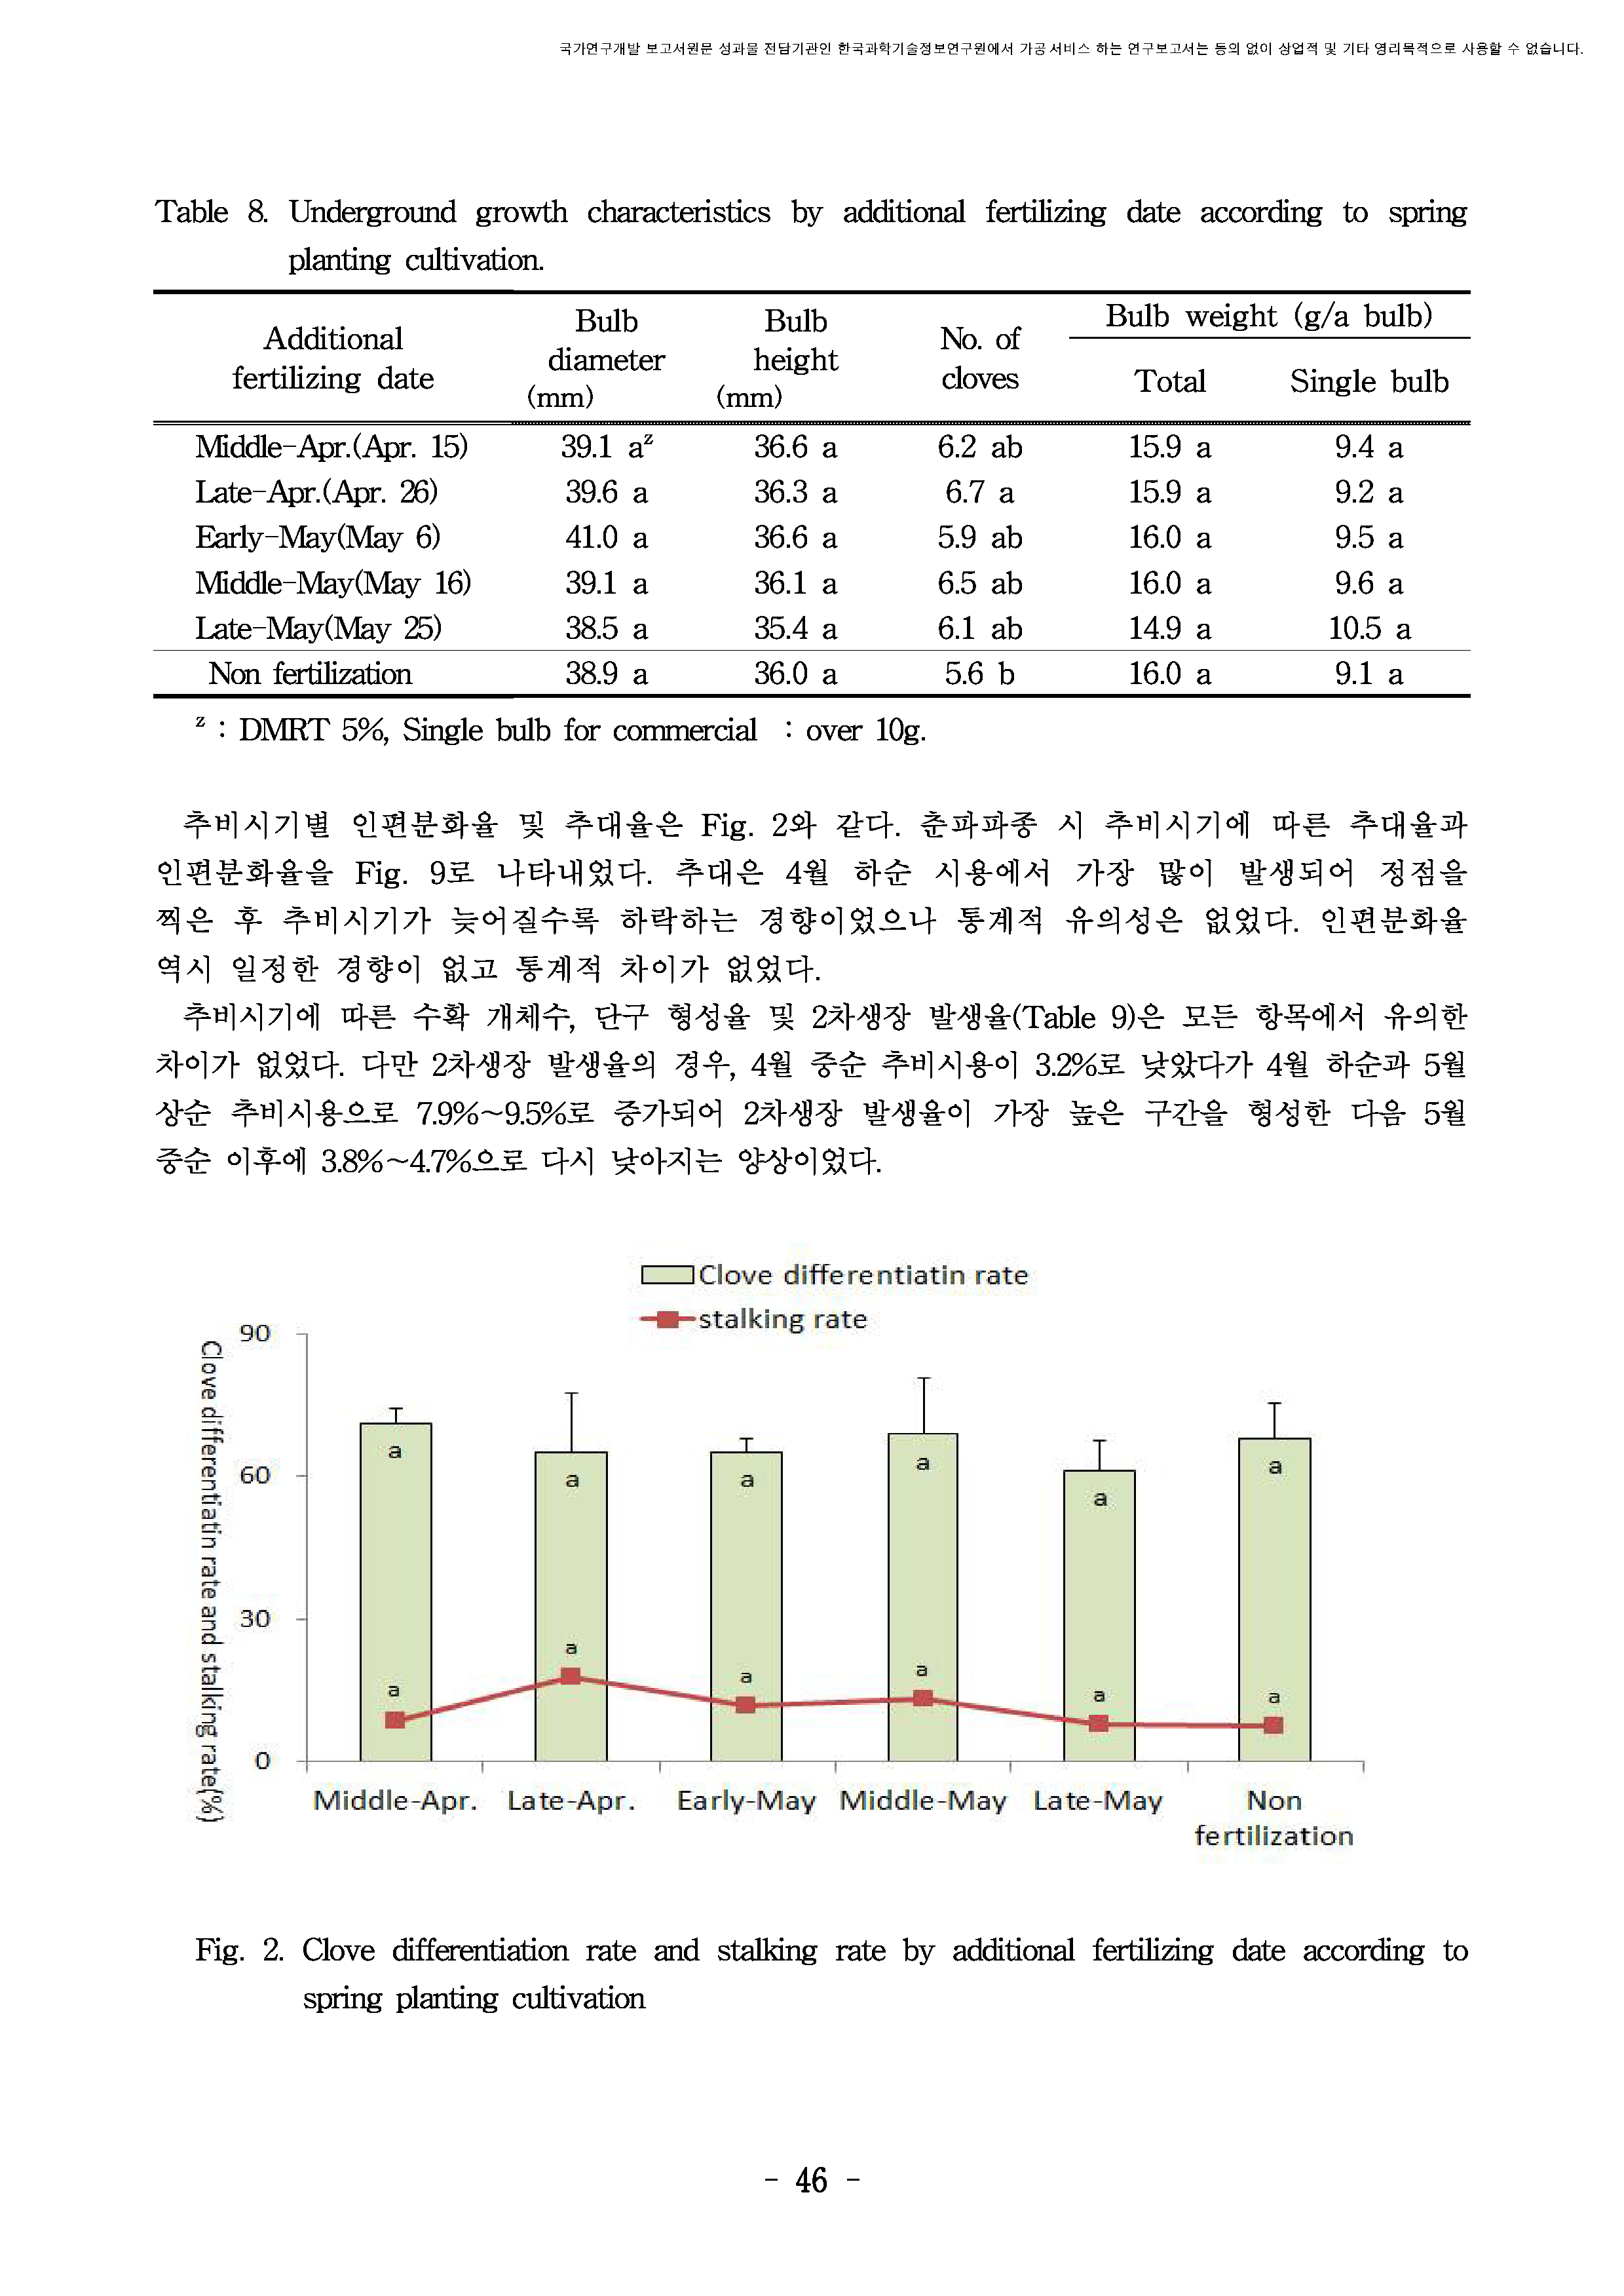 국가연구개발 보고서원문 성과물 전담기관인 한국과학기술정보연구원에서 가공·서비스 하는 연구보고서는 동의 없이 상업적 및 기타 영리목적으로 사용할 수 없습니다.
Table 8. Underground growth characteristics by additional fertilizing date according to spring
planting cultivation.
Additional fertilizing date Bulb diameter (mm) Bulb height (mm) No. of cloves Bulb weight (g/a bulb)
Total Single bulb
Middle-Apr.(Apr. 15) 39.1 aᶻ 36.6 a 6.2 ab 15.9 a 9.4 a
Late-Apr.(Apr. 26) 39.6 a 36.3 a 6.7 a 15.9 a 9.2 a
Early-May(May 6) 41.0 a 36.6 a 5.9 ab 16.0 a 9.5 a
Middle-May(May 16) 39.1 a 36.1 a 6.5 ab 16.0 a 9.6 a
Late-May(May 25) 38.5 a 35.4 a 6.1 ab 14.9 a 10.5 a
Non fertilization 38.9 a 36.0 a 5.6 b 16.0 a 9.1 a
ᶻ : DMRT 5%, Single bulb for commercial : over 10g.
추비시기별 인편분화율 및 추대율은 Fig. 2와 같다. 춘파파종 시 추비시기에 따른 추대율과
인편분화율을 Fig. 9로 나타내었다. 추대은 4월 하순 시용에서 가장 많이 발생되어 정점을
찍은 후 추비시기가 늦어질수록 하락하는 경향이었으나 통계적 유의성은 없었다. 인편분화율
역시 일정한 경향이 없고 통계적 차이가 없었다.
추비시기에 따른 수확 개체수, 단구 형성율 및 2차생장 발생율(Table 9)은 모든 항목에서 유의한
차이가 없었다. 다만 2차생장 발생율의 경우, 4월 중순 추비시용이 3.2%로 낮았다가 4월 하순과 5월
상순 추비시용으로 7.9%~9.5%로 증가되어 2차생장 발생율이 가장 높은 구간을 형성한 다음 5월
중순 이후에 3.8%~4.7%으로 다시 낮아지는 양상이었다.
Clove differentiatin rate
stalking rate
Clove differentiatin rate and stalking rate(%)
90
60
30
0
a a a a a a
a a a a a a
Middle-Apr. Late-Apr. Early-May Middle-May Late-May Non
fertilization
Fig. 2. Clove differentiation rate and stalking rate by additional fertilizing date according to
spring planting cultivation
- 46 -